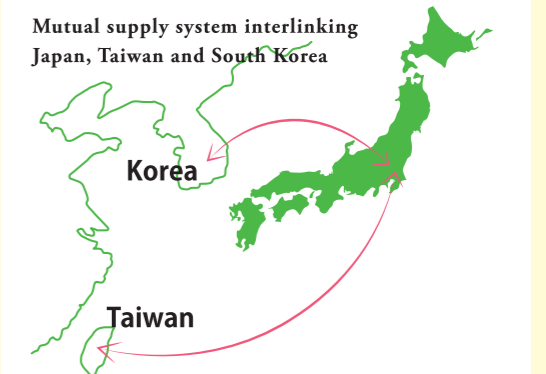 Mutual supply system interlinking
Japan, Taiwan and South Korea
Korea
Taiwan